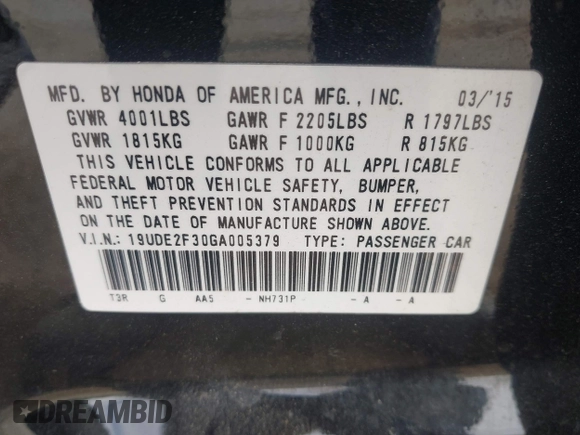 MFD. BY HONDA OF AMERICA MFG., INC. 03/'15
GVWR 4001LBS GAWR F 2205LBS R 1797LBS
GVWR 1815KG GAWR F 1000KG R 815KG
THIS VEHICLE CONFORMS TO ALL APPLICABLE
FEDERAL MOTOR VEHICLE SAFETY, BUMPER,
AND THEFT PREVENTION STANDARDS IN EFFECT
ON THE DATE OF MANUFACTURE SHOWN ABOVE.
V.I.N.: 19UDE2F30GA005379 TYPE: PASSENGER CAR
T3R G AA5 - NH731P - A - A
DREAMBID